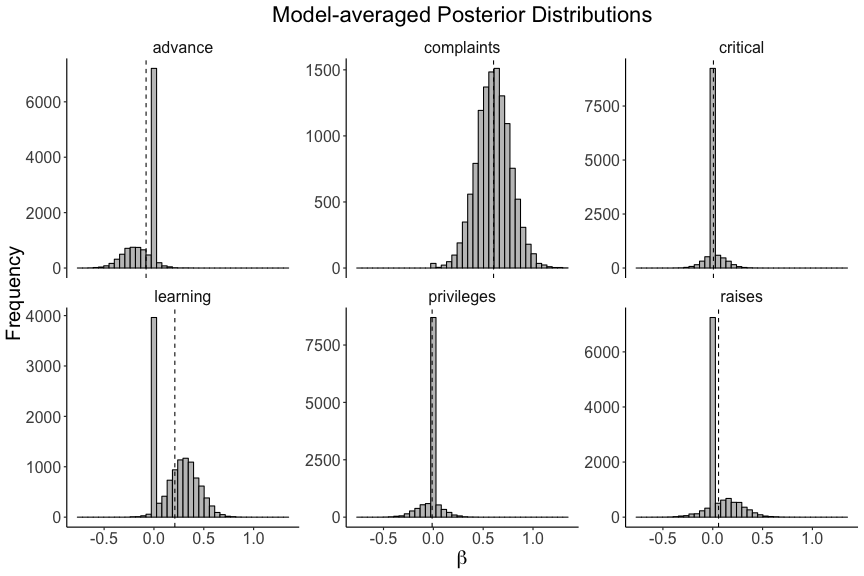 Model-averaged Posterior Distributions
advance
complaints
critical
6000
4000
2000
0
1500
1000
500
0
7500
5000
2500
0
Frequency
learning
privileges
raises
4000
3000
2000
1000
0
7500
5000
2500
0
6000
4000
2000
0
-0.5 0.0 0.5 1.0
-0.5 0.0 0.5 1.0
-0.5 0.0 0.5 1.0
β